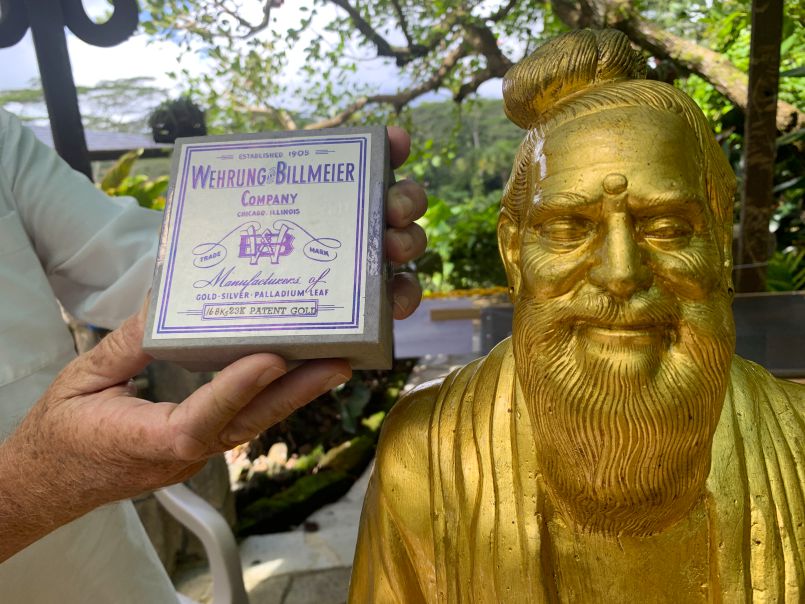 ESTABLISHED 1905
WEHRUNG AND BILLMEIER
COMPANY
CHICAGO, ILLINOIS
TRADE W&B MARK
Manufacturers of
GOLD-SILVER-PALLADIUM LEAF
23K PATENT GOLD